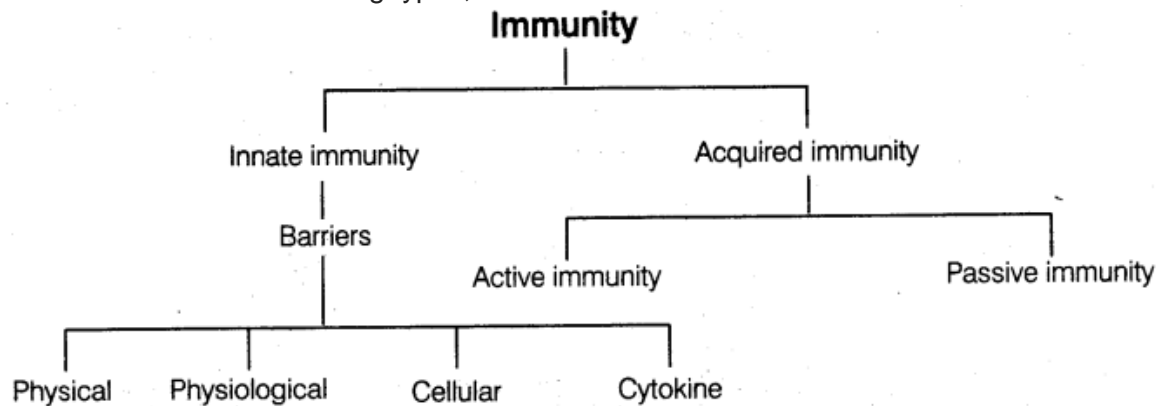 Immunity
Innate immunity Acquired immunity
Barriers
Active immunity Passive immunity
Physical Physiological Cellular Cytokine